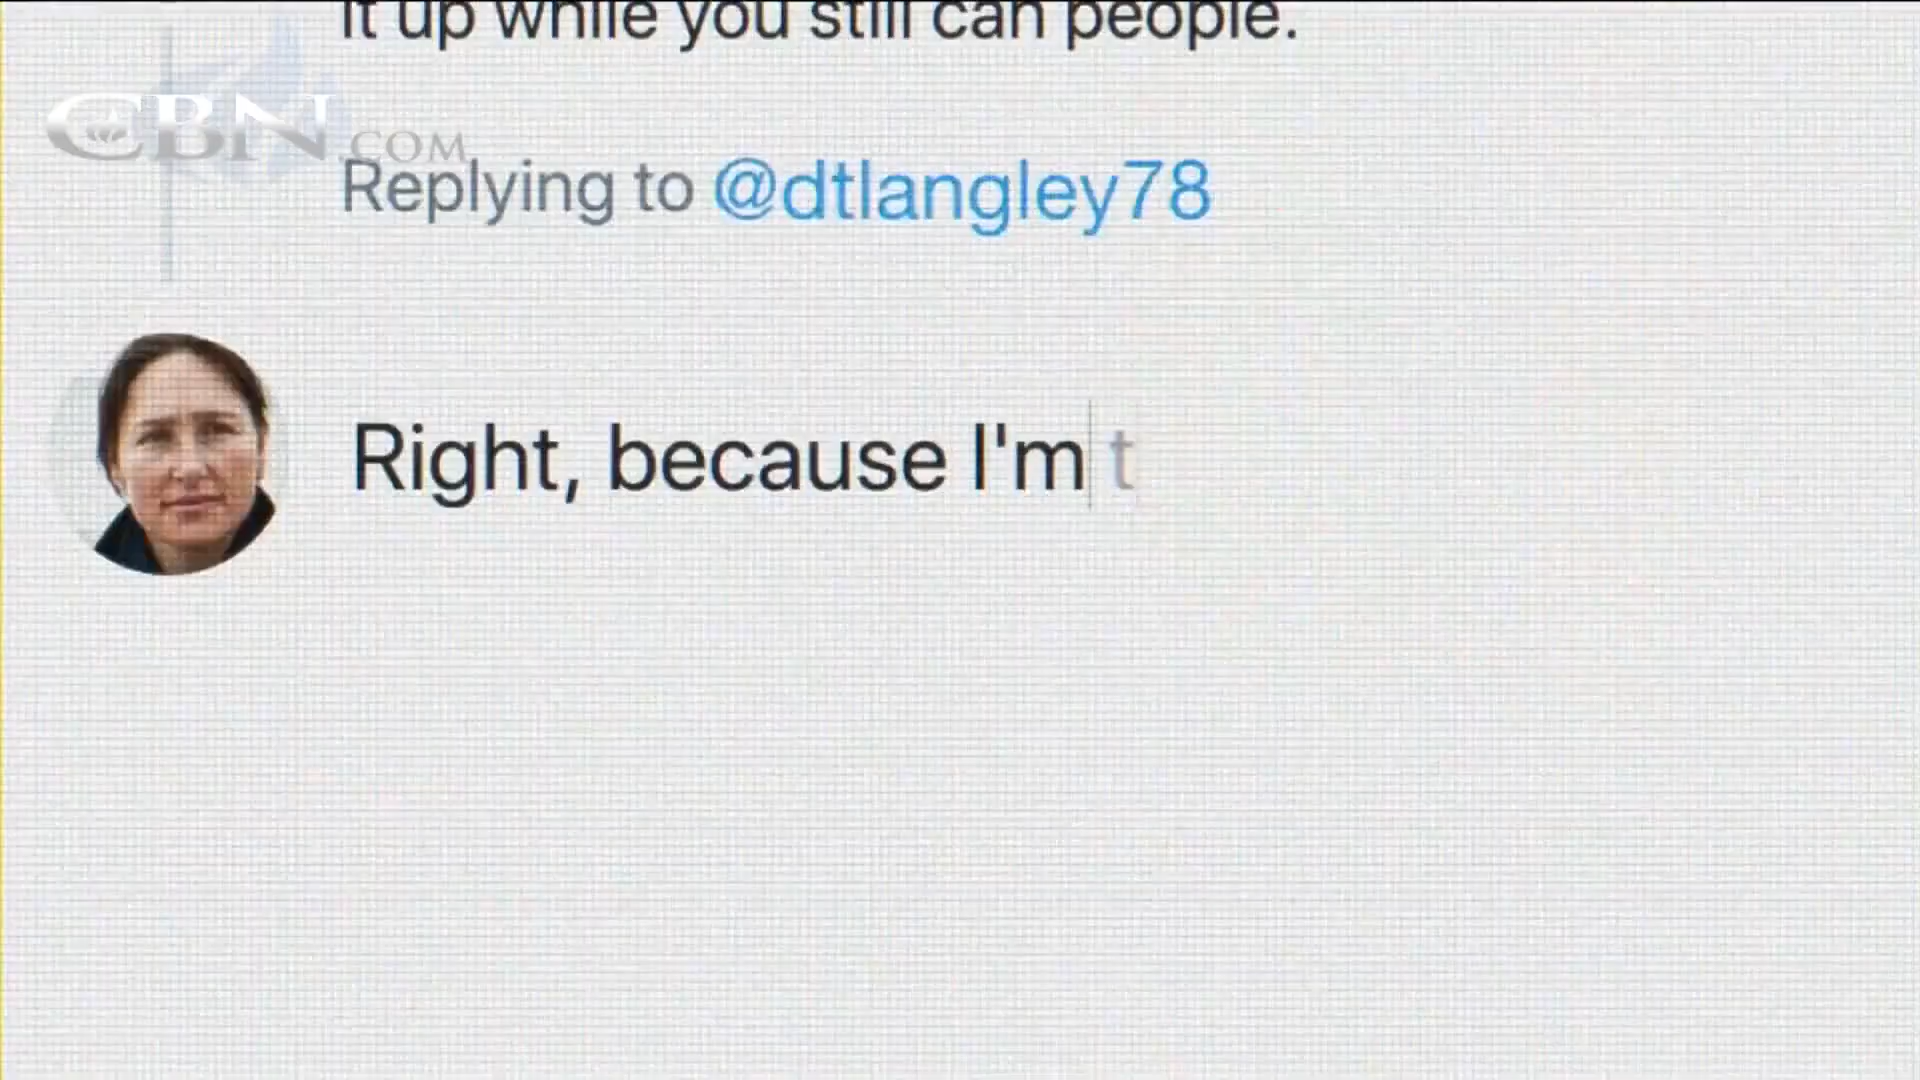 it up while you still can people.
CBN.COM
Replying to @dtlangley78
Right, because I'm t